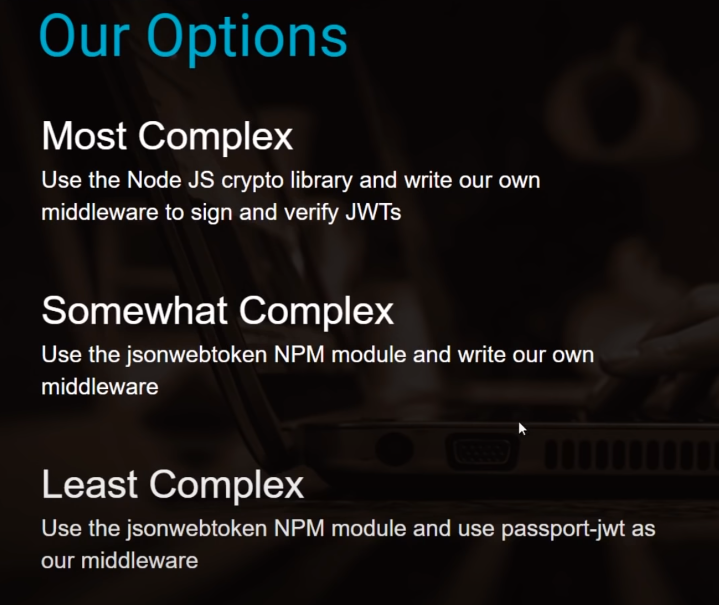 Our Options
Most Complex
Use the Node JS crypto library and write our own
middleware to sign and verify JWTs
Somewhat Complex
Use the jsonwebtoken NPM module and write our own
middleware
Least Complex
Use the jsonwebtoken NPM module and use passport-jwt as
our middleware